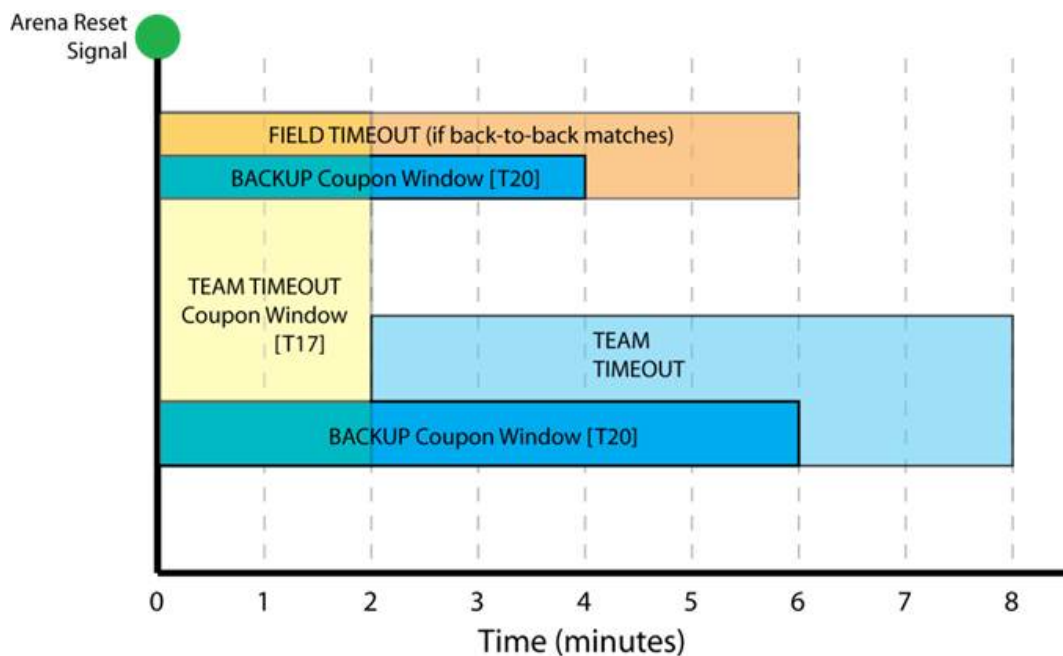 Arena Reset
Signal
FIELD TIMEOUT (if back-to-back matches)
BACKUP Coupon Window [T20]
TEAM TIMEOUT
Coupon Window
[T17]
TEAM
TIMEOUT
BACKUP Coupon Window [T20]
0 1 2 3 4 5 6 7 8
Time (minutes)